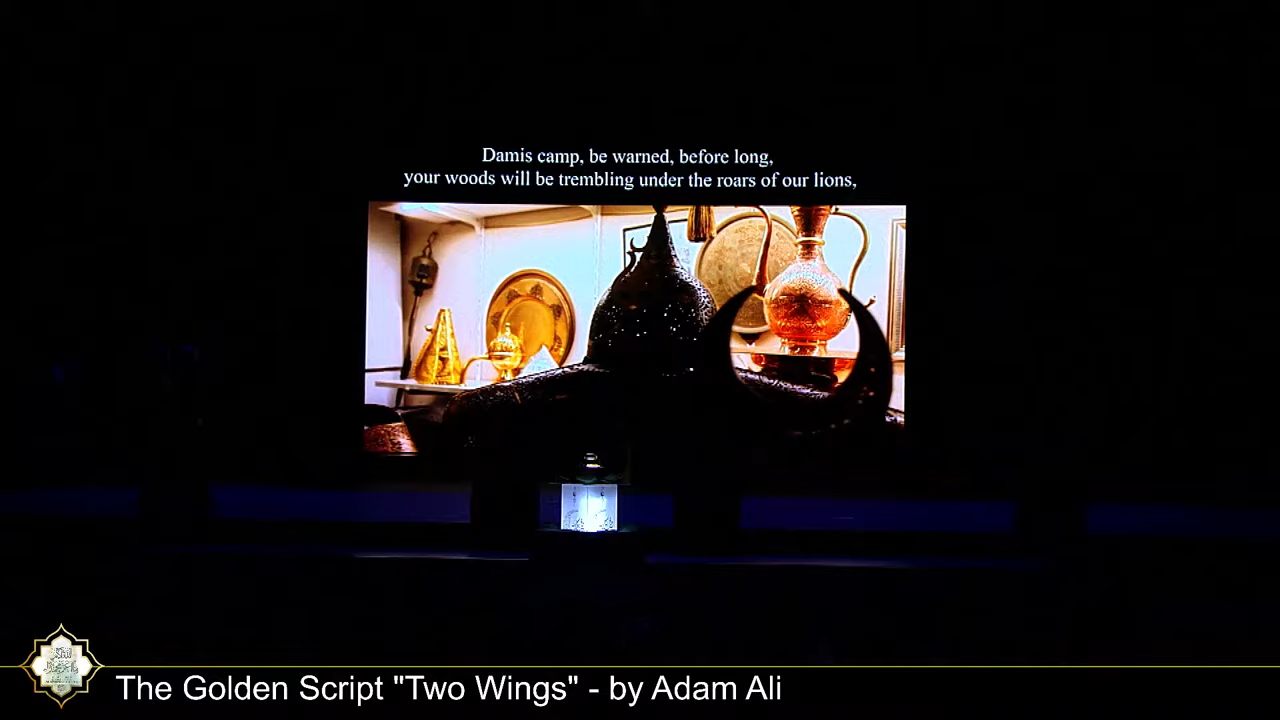 Damis camp, be warned, before long,
your woods will be trembling under the roars of our lions,
The Golden Script "Two Wings" - by Adam Ali